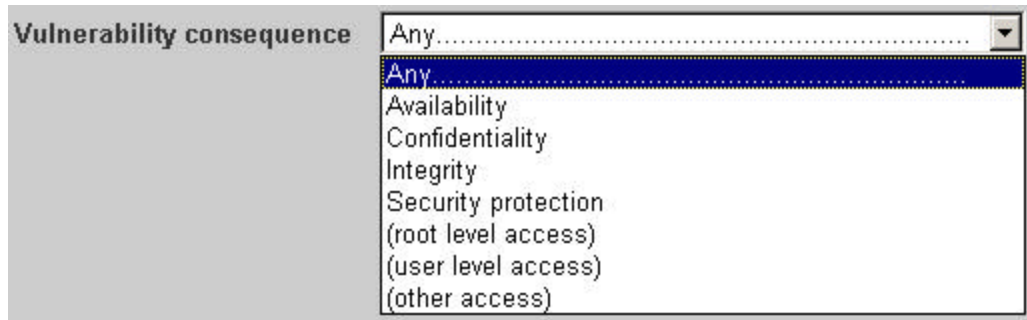 Vulnerability consequence Any..................................................................
Any......................................................................
Availability
Confidentiality
Integrity
Security protection
(root level access)
(user level access)
(other access)